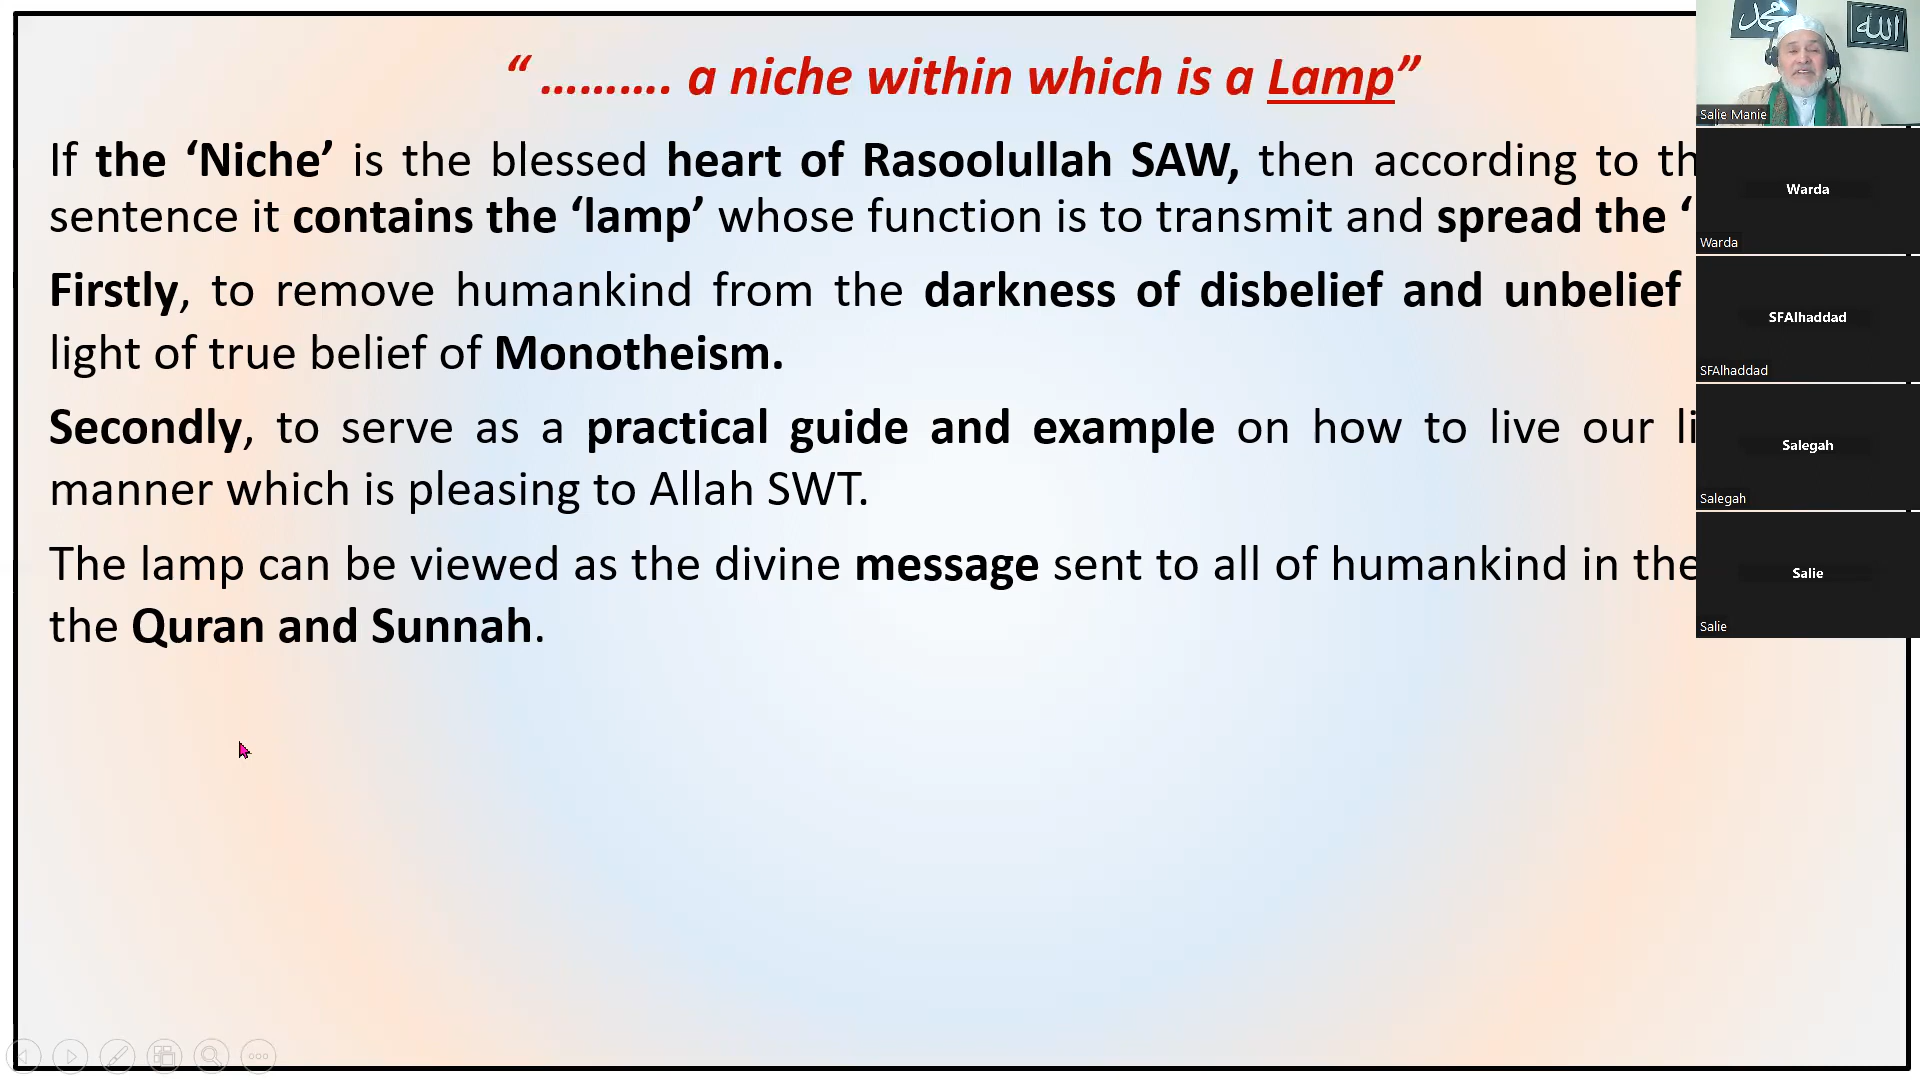 “ ………. a niche within which is a Lamp”
If the ‘Niche’ is the blessed heart of Rasoolullah SAW, then according to
sentence it contains the ‘lamp’ whose function is to transmit and spread the ‘
Firstly, to remove humankind from the darkness of disbelief and unbelief
light of true belief of Monotheism.
Secondly, to serve as a practical guide and example on how to live our
manner which is pleasing to Allah SWT.
The lamp can be viewed as the divine message sent to all of humankind in the
the Quran and Sunnah.
محمد
الله
Salie Manie
Warda
Warda
SFAlhaddad
SFAlhaddad
Salegah
Salegah
Salie
Salie